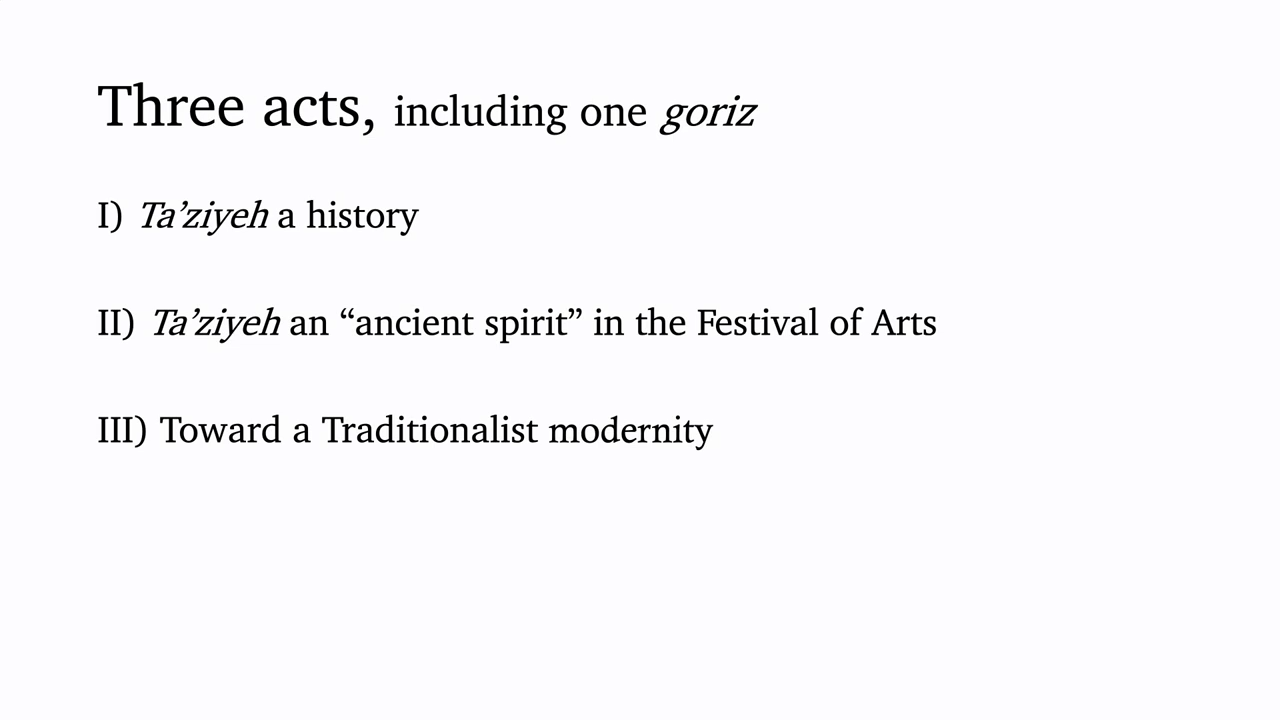 Three acts, including one goriz
I) Ta’ziyeh a history
II) Ta’ziyeh an “ancient spirit” in the Festival of Arts
III) Toward a Traditionalist modernity